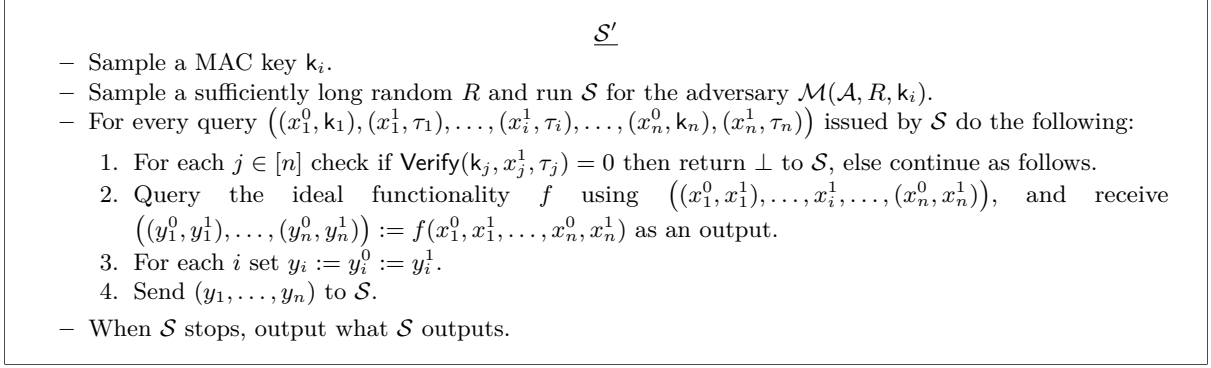 𝒮′
– Sample a MAC key k_i.
– Sample a sufficiently long random R and run 𝒮 for the adversary ℳ(𝒜, R, k_i).
– For every query ((x_1^0, k_1), (x_1^1, τ_1), . . . , (x_i^1, τ_i), . . . , (x_n^0, k_n), (x_n^1, τ_n)) issued by 𝒮 do the following:
1. For each j ∈ [n] check if Verify(k_j, x_j^1, τ_j) = 0 then return ⊥ to 𝒮, else continue as follows.
2. Query the ideal functionality f using ((x_1^0, x_1^1), . . . , x_i^1, . . . , (x_n^0, x_n^1)), and receive
((y_1^0, y_1^1), . . . , (y_n^0, y_n^1)) := f(x_1^0, x_1^1, . . . , x_n^0, x_n^1) as an output.
3. For each i set y_i := y_i^0 := y_i^1.
4. Send (y_1, . . . , y_n) to 𝒮.
– When 𝒮 stops, output what 𝒮 outputs.